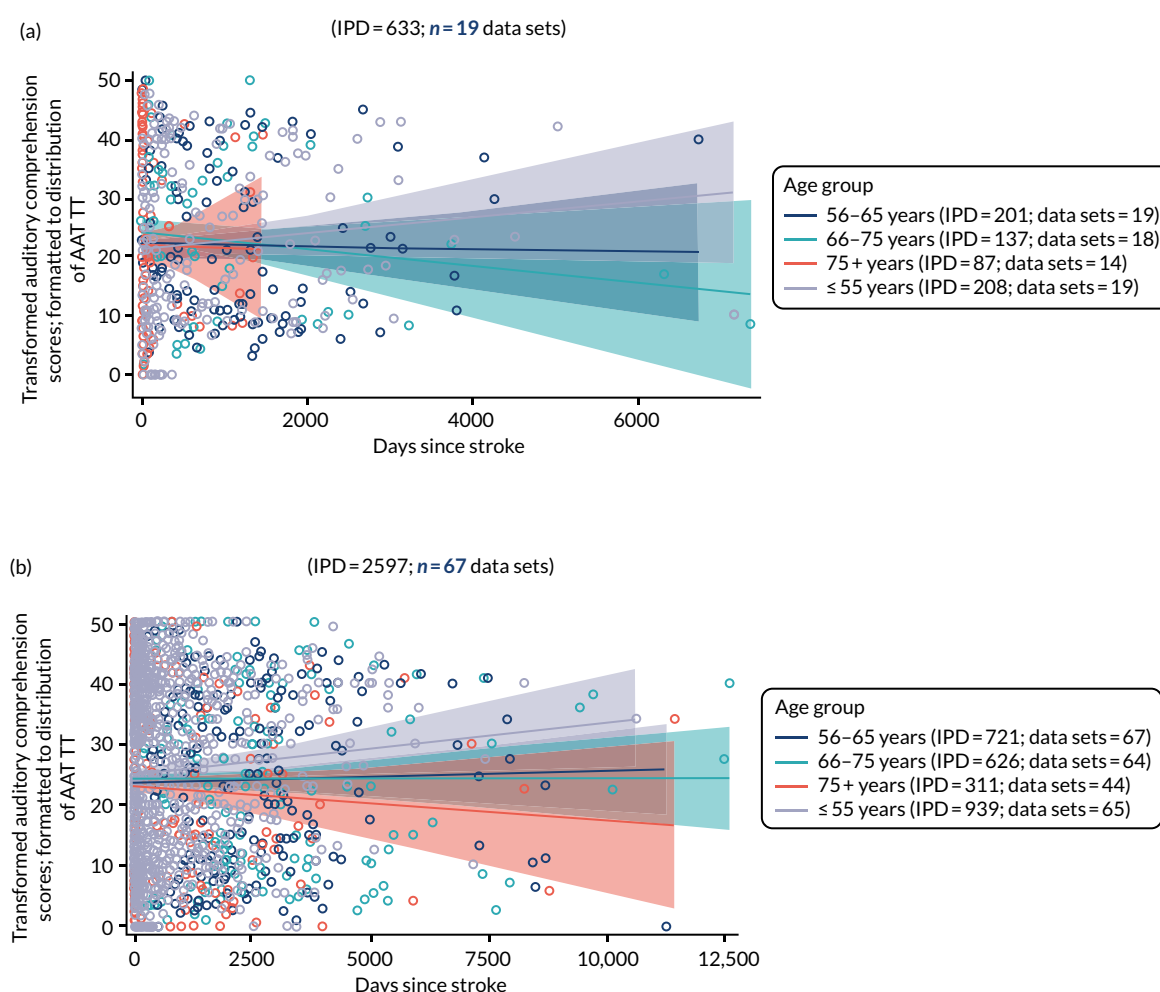 (a)
(IPD = 633; n = 19 data sets)
Transformed auditory comprehension
scores; formatted to distribution
of AAT TT
50
40
30
20
10
0
0
2000
4000
6000
Days since stroke
Age group
56–65 years (IPD = 201; data sets = 19)
66–75 years (IPD = 137; data sets = 18)
75+ years (IPD = 87; data sets = 14)
≤ 55 years (IPD = 208; data sets = 19)
(b)
(IPD = 2597; n = 67 data sets)
Transformed auditory comprehension
scores; formatted to distribution
of AAT TT
50
40
30
20
10
0
0
2500
5000
7500
10,000
12,500
Days since stroke
Age group
56–65 years (IPD = 721; data sets = 67)
66–75 years (IPD = 626; data sets = 64)
75+ years (IPD = 311; data sets = 44)
≤ 55 years (IPD = 939; data sets = 65)